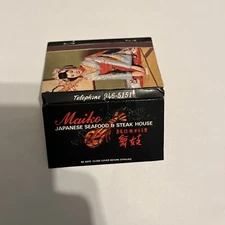 Telephone 946-5151
Maiko
JAPANESE SEAFOOD & STEAK HOUSE
舞妓